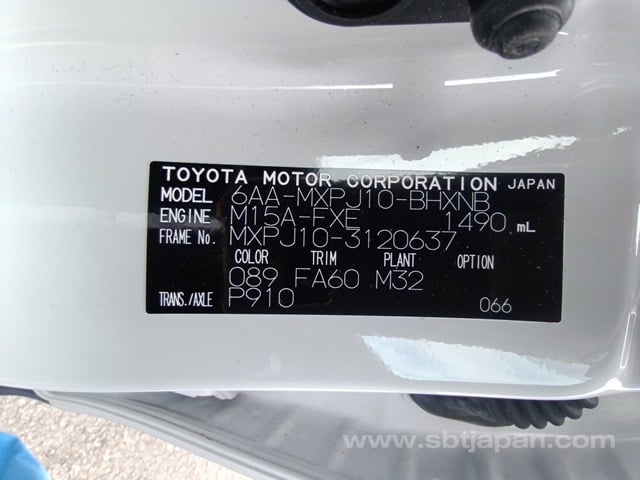 TOYOTA MOTOR CORPORATION JAPAN
MODEL 6AA-MXPJ10-BHXNB
ENGINE M15A-FXE 1490 mL
FRAME No. MXPJ10-3120637
COLOR TRIM PLANT OPTION
089 FA60 M32
TRANS./AXLE P910 066
www.sbtjapan.com